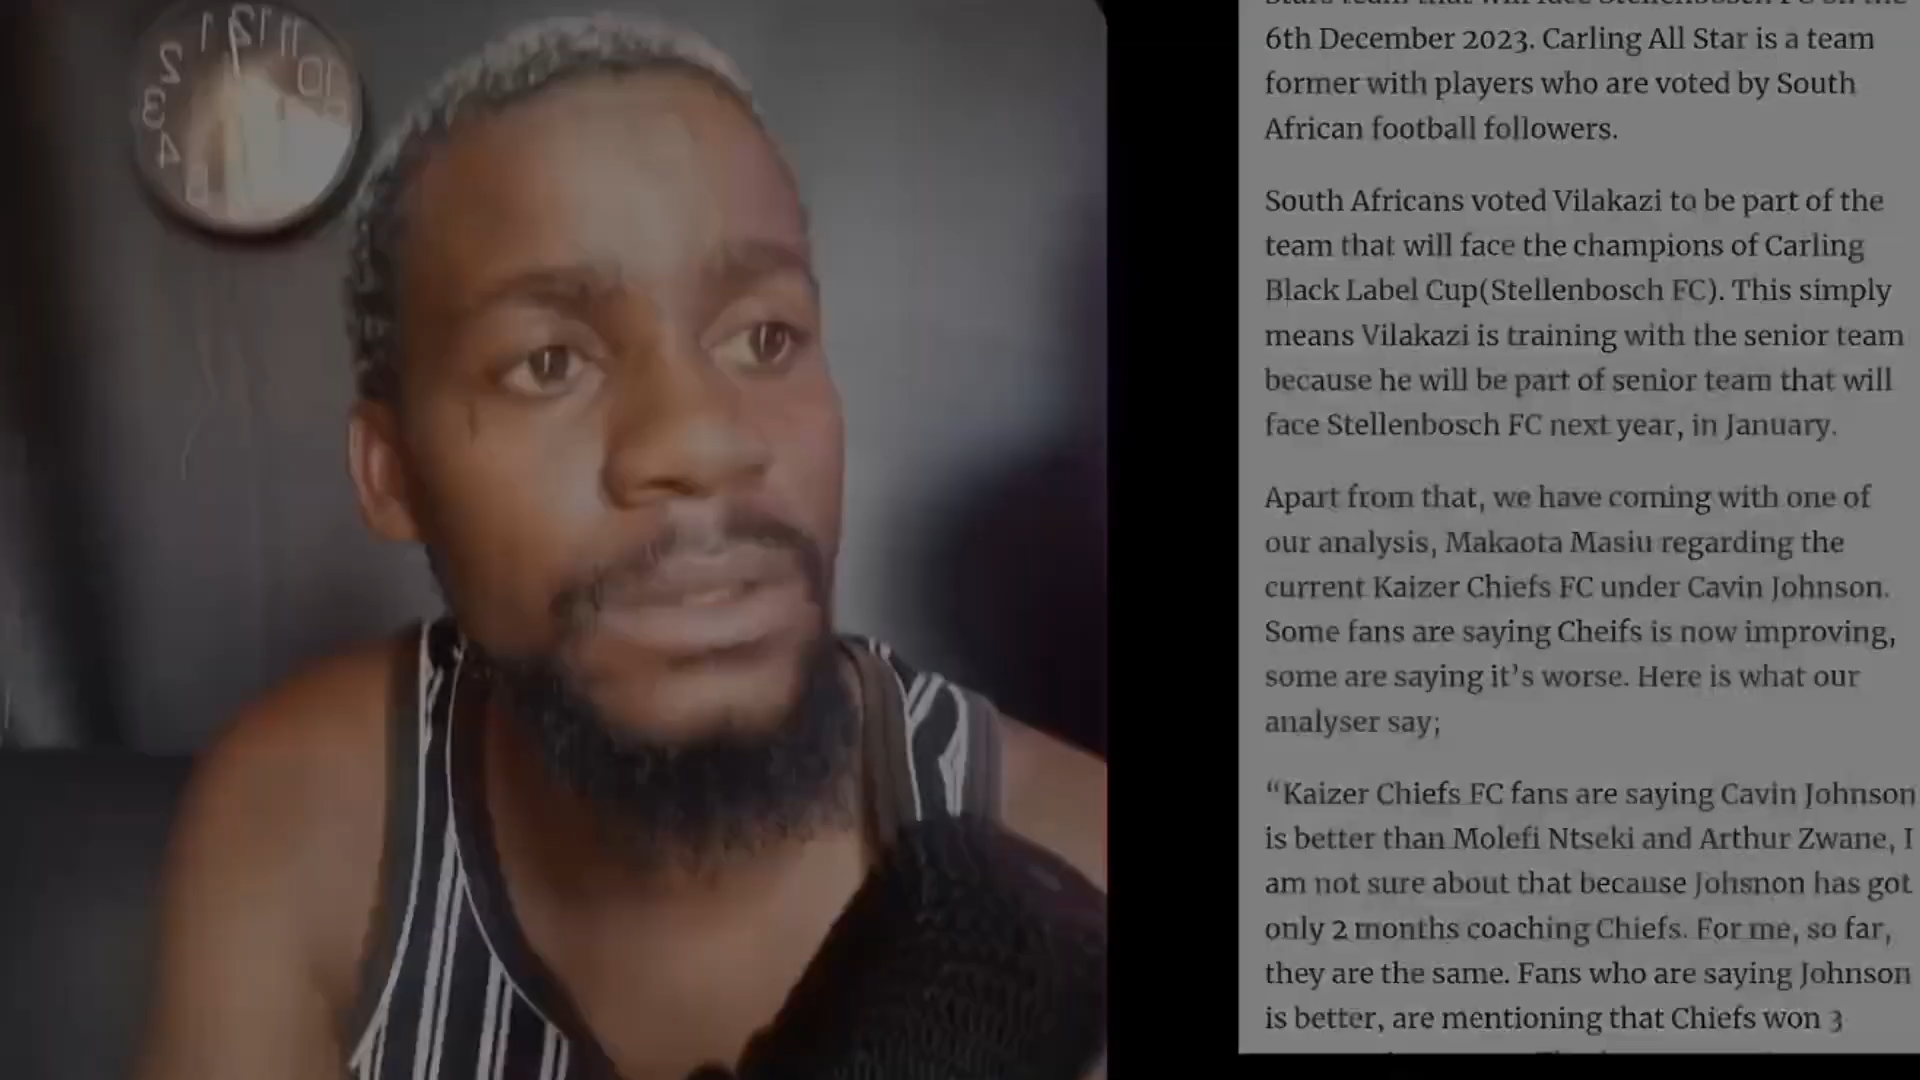 6th December 2023. Carling All Star is a team
former with players who are voted by South
African football followers.
South Africans voted Vilakazi to be part of the
team that will face the champions of Carling
Black Label Cup(Stellenbosch FC). This simply
means Vilakazi is training with the senior team
because he will be part of senior team that will
face Stellenbosch FC next year, in January.
Apart from that, we have coming with one of
our analysis, Makaota Masiu regarding the
current Kaizer Chiefs FC under Cavin Johnson.
Some fans are saying Cheifs is now improving,
some are saying it’s worse. Here is what our
analyser say;
“Kaizer Chiefs FC fans are saying Cavin Johnson
is better than Molefi Ntseki and Arthur Zwane, I
am not sure about that because Johsnon has got
only 2 months coaching Chiefs. For me, so far,
they are the same. Fans who are saying Johnson
is better, are mentioning that Chiefs won 3
12 11 10 1 2 3 4